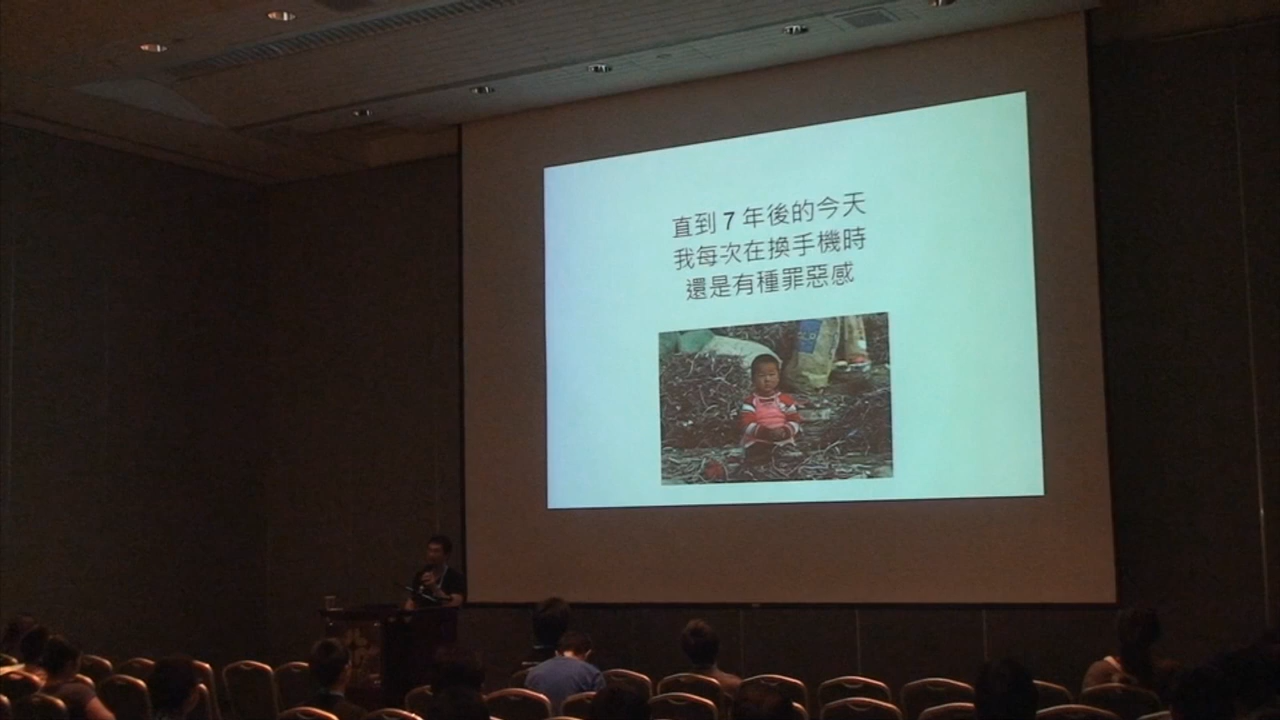 直到 7 年後的今天
我每次在換手機時
還是有種罪惡感